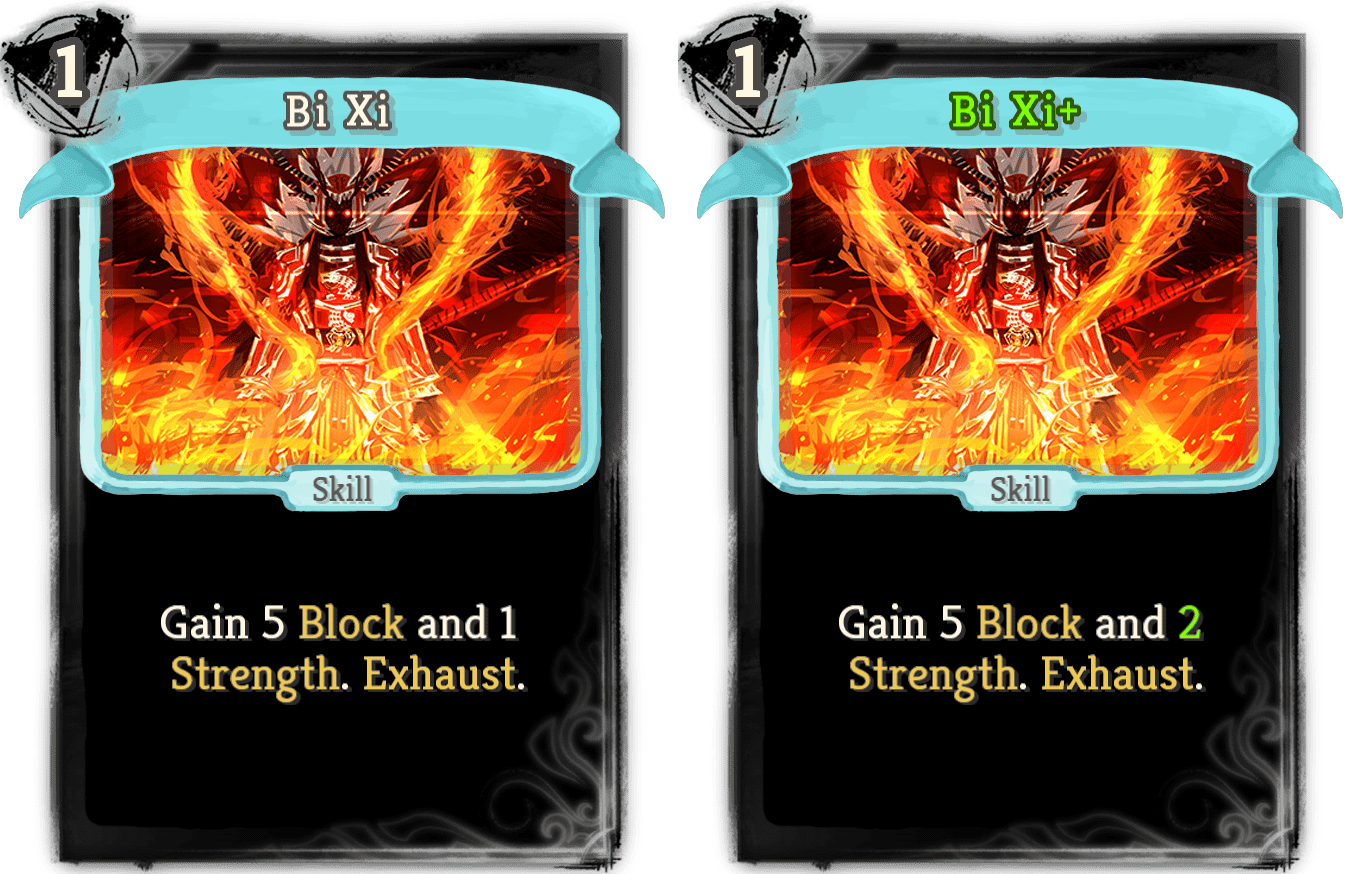 1
Bi Xi
Skill
Gain 5 Block and 1
Strength. Exhaust.
1
Bi Xi+
Skill
Gain 5 Block and 2
Strength. Exhaust.